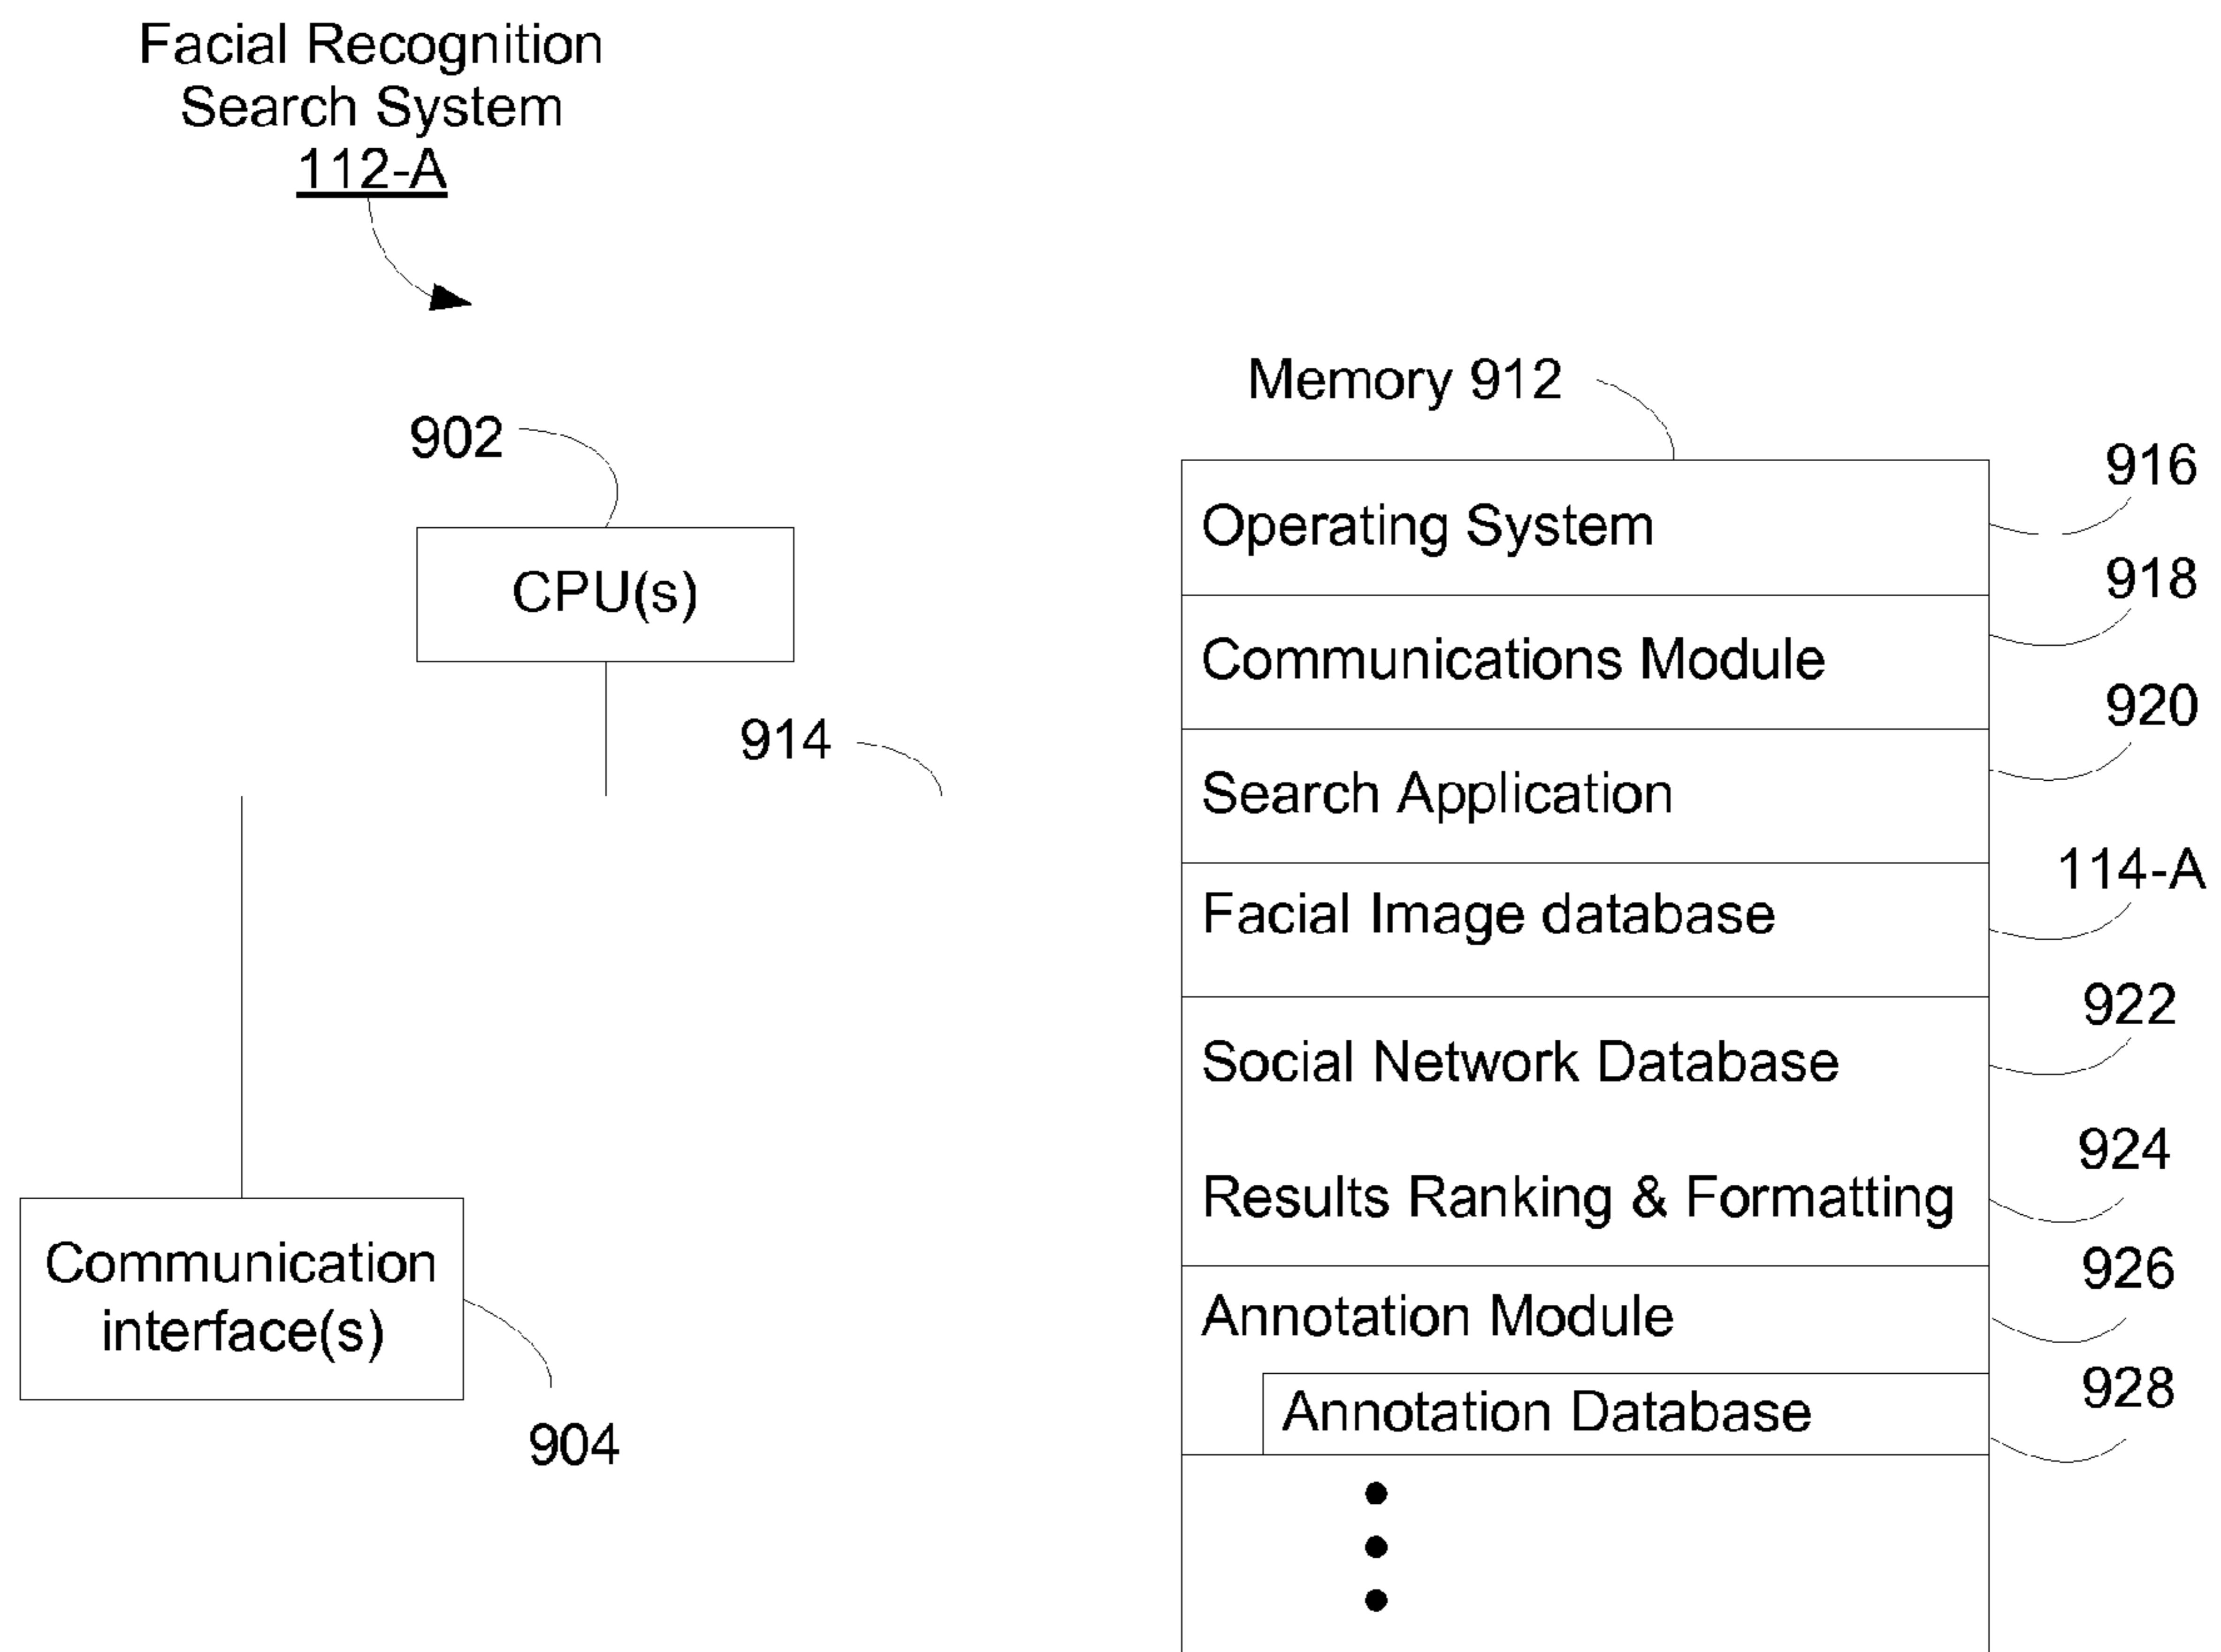 Facial Recognition
Search System
112-A
Memory 912
902
916
Operating System
CPU(s)
918
Communications Module
914
920
Search Application
114-A
Facial Image database
922
Social Network Database
924
Results Ranking & Formatting
926
Communication
interface(s)
Annotation Module
928
Annotation Database
904